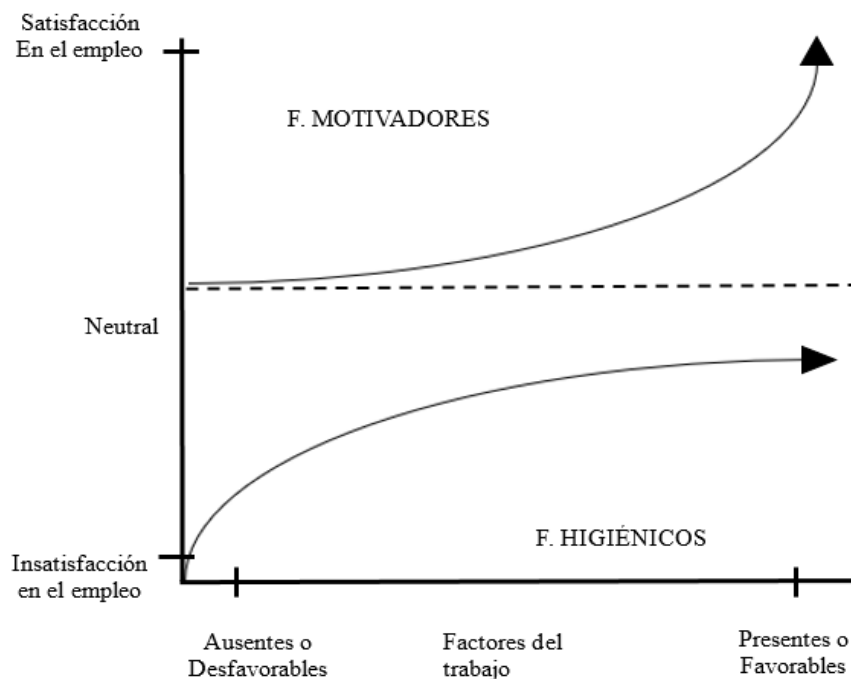 Satisfacción
En el empleo
F. MOTIVADORES
Neutral
F. HIGIÉNICOS
Insatisfacción
en el empleo
Ausentes o
Desfavorables
Factores del
trabajo
Presentes o
Favorables